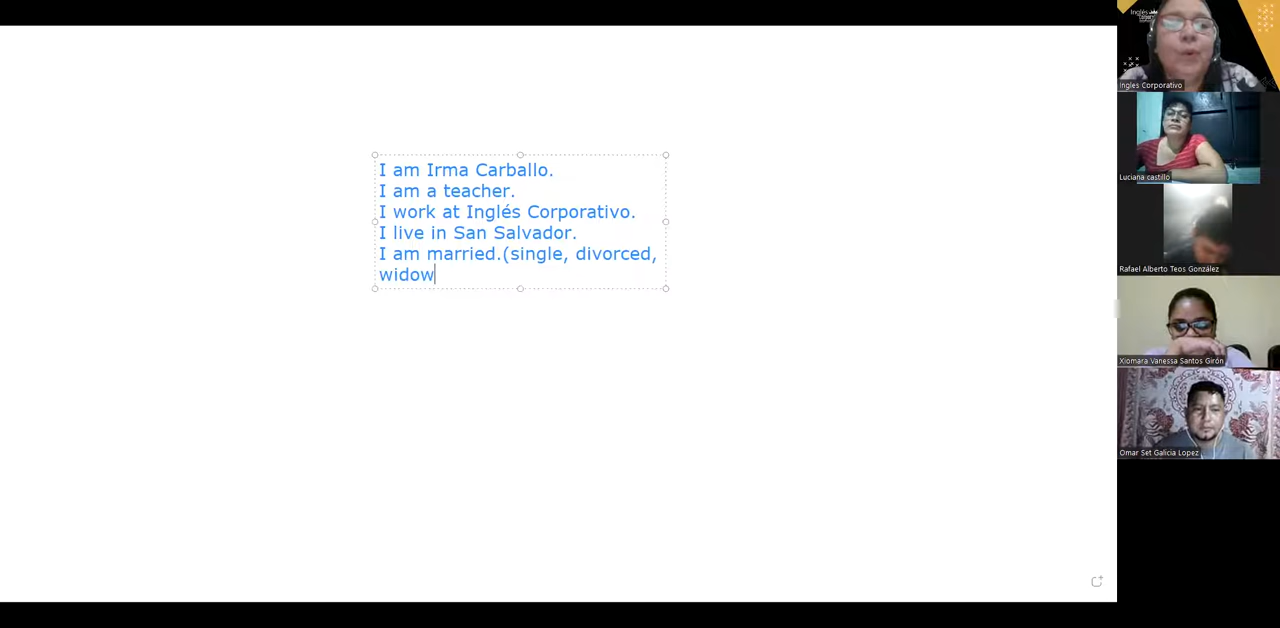 I am Irma Carballo.
I am a teacher.
I work at Inglés Corporativo.
I live in San Salvador.
I am married.(single, divorced,
widow
Inglés
Ingles Corporativo
Luciana castillo
Rafael Alberto Teos González
Xiomara Vanessa Santos Girón
Omar Set Galicia Lopez